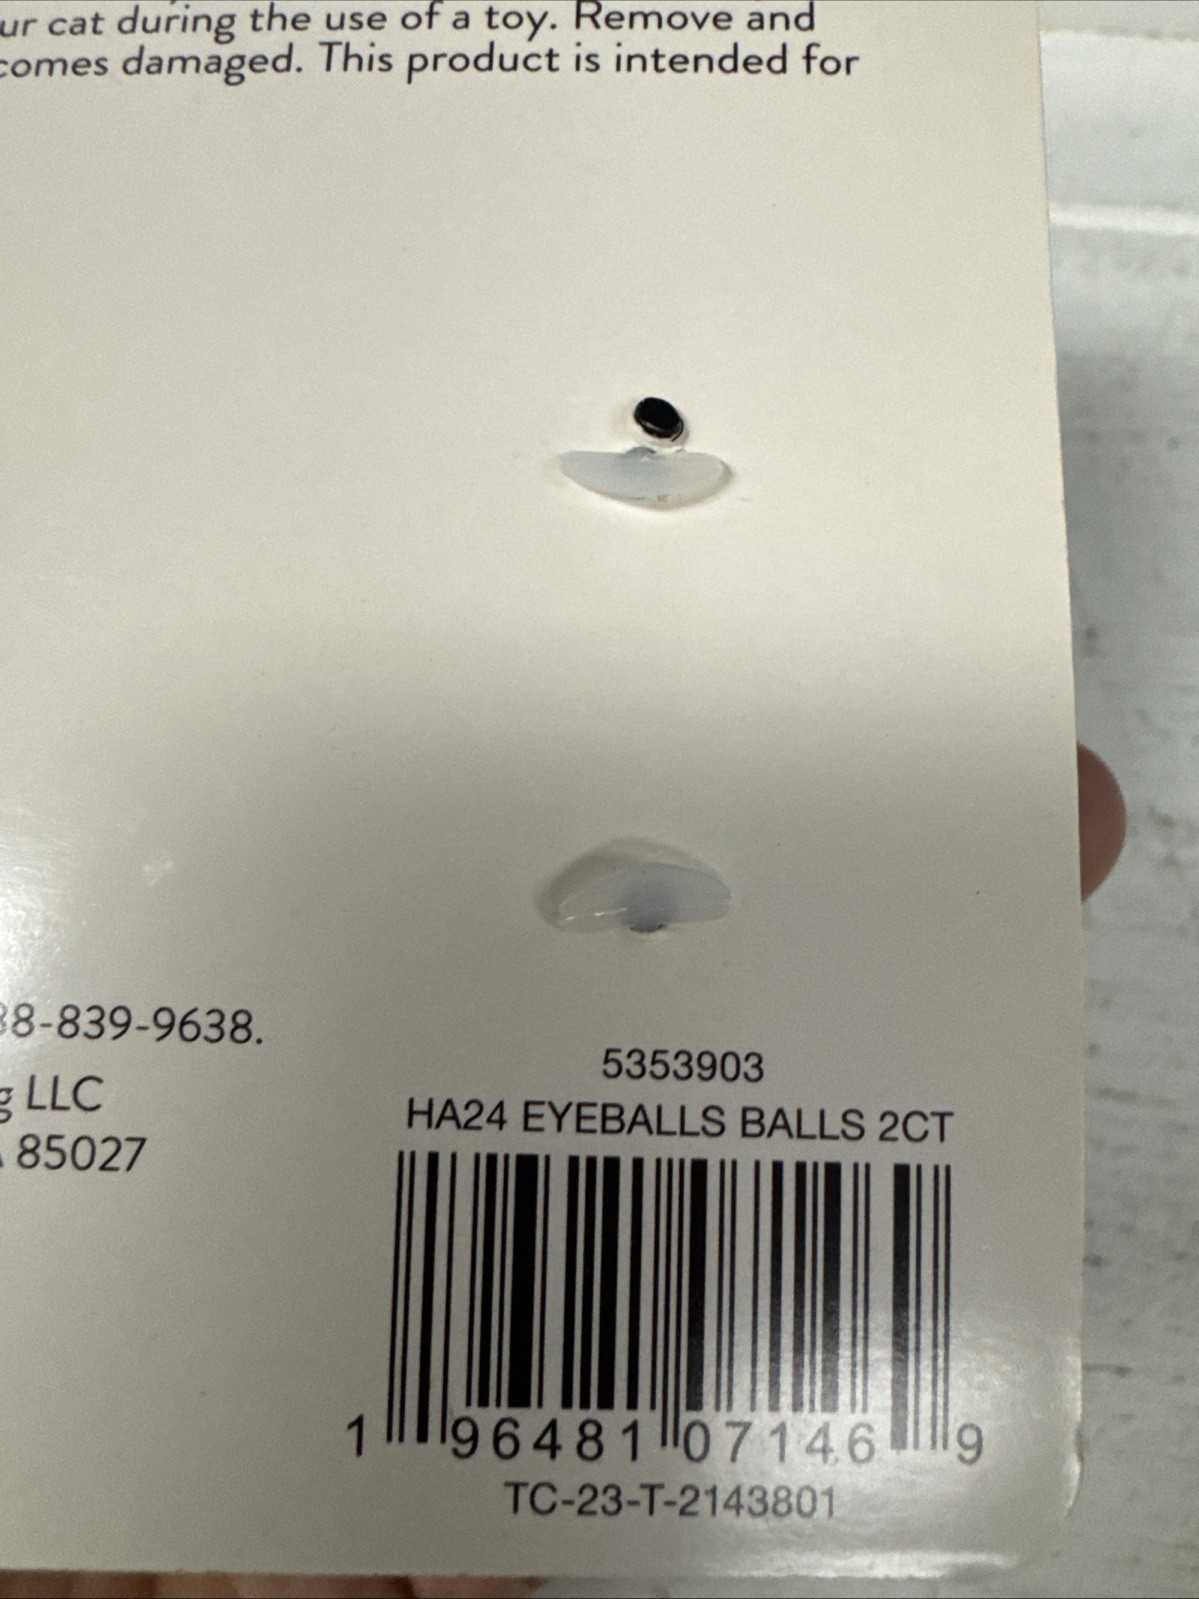 ur cat during the use of a toy. Remove and
comes damaged. This product is intended for
88-839-9638.
g LLC
85027
5353903
HA24 EYEBALLS BALLS 2CT
1 96481 07146 9
TC-23-T-2143801